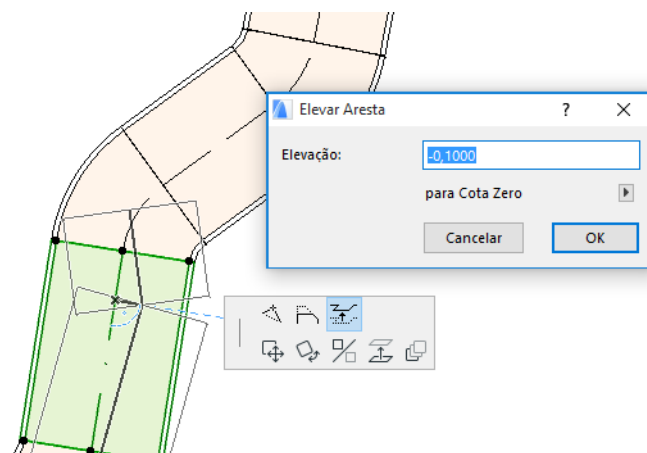 Elevar Aresta
?
Elevação:
-0,1000
para Cota Zero
Cancelar
OK